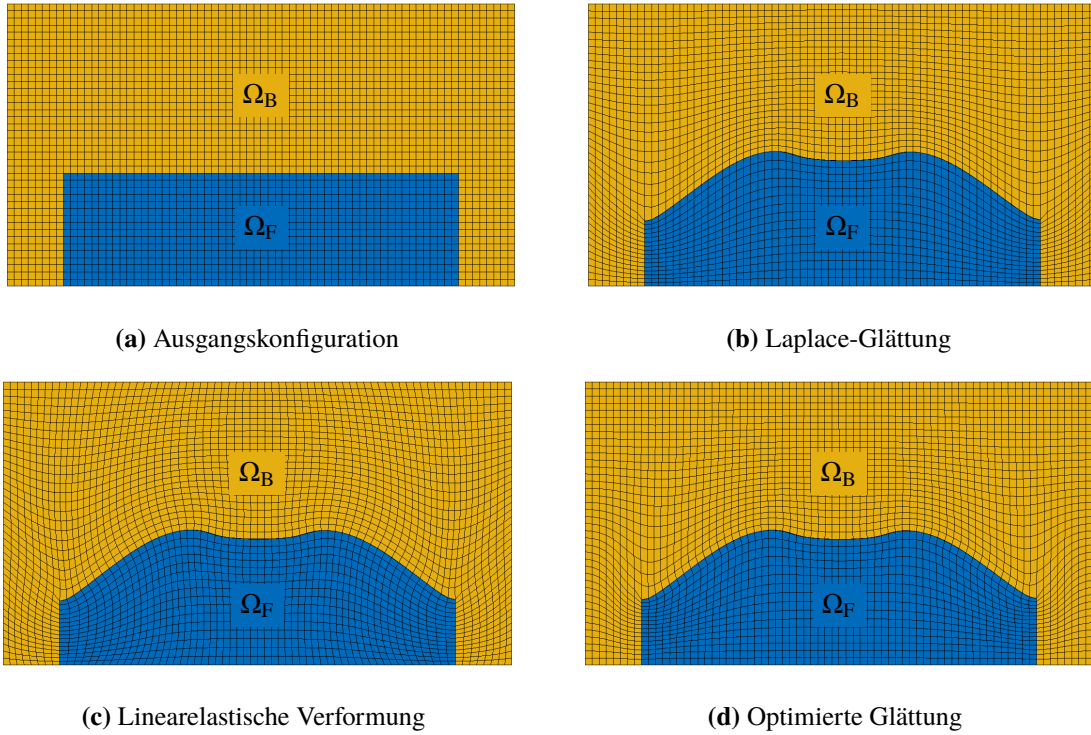 Ω_B
Ω_F
(a) Ausgangskonfiguration
Ω_B
Ω_F
(b) Laplace-Glättung
Ω_B
Ω_F
(c) Linearelastische Verformung
Ω_B
Ω_F
(d) Optimierte Glättung